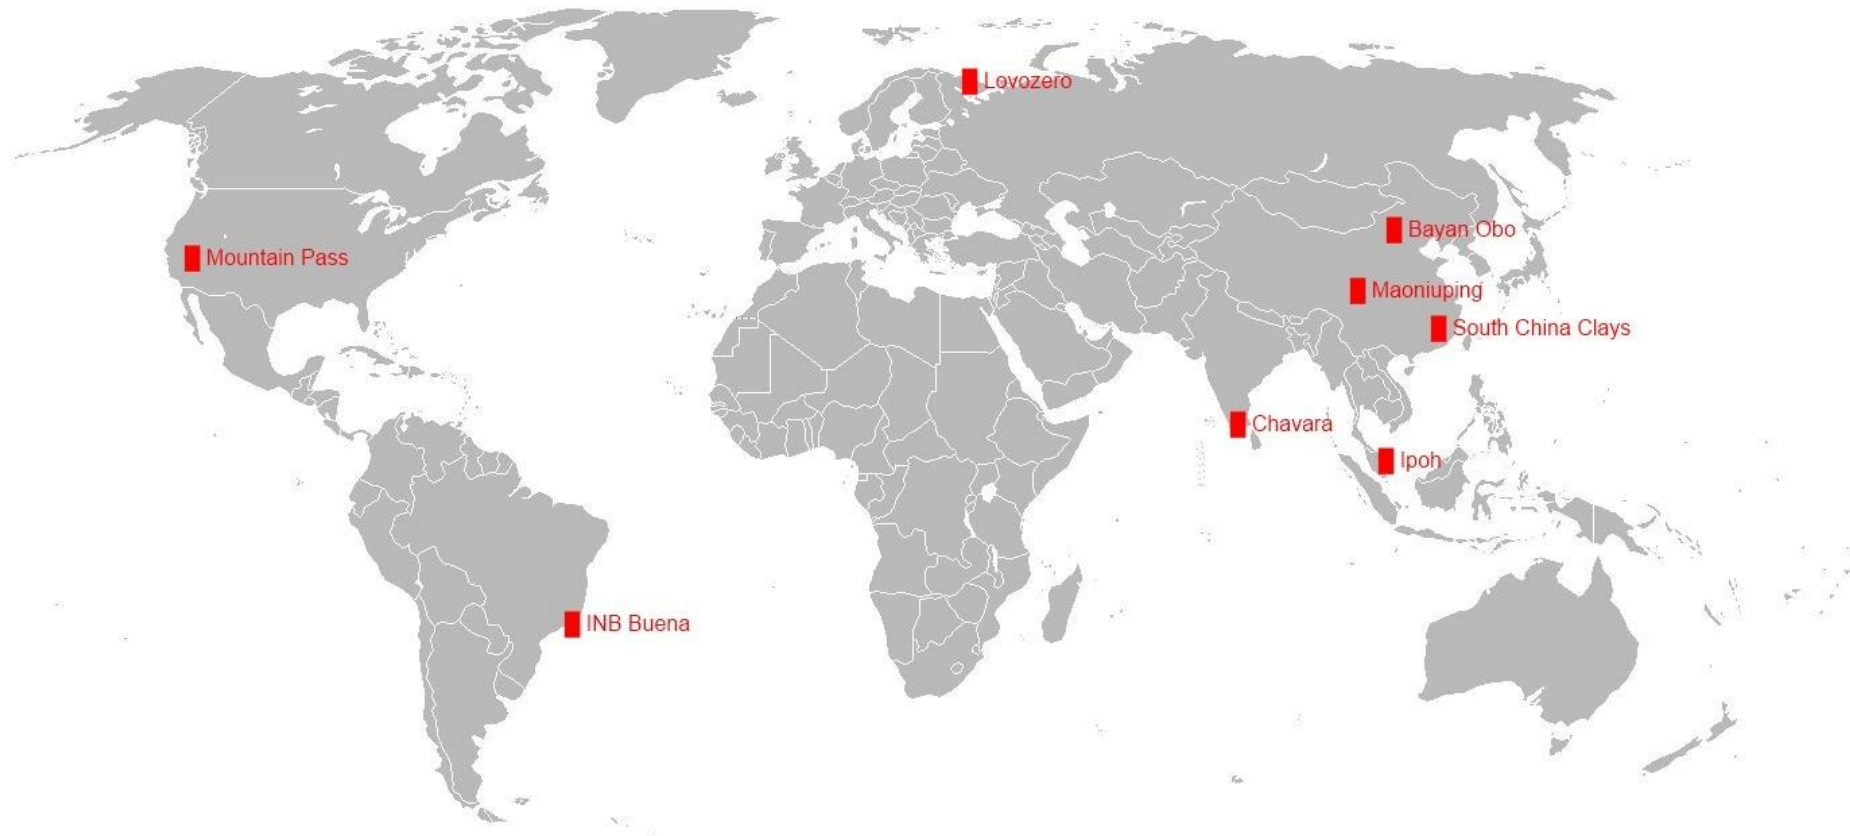 Lovozero
Bayan Obo
Mountain Pass
Maoniuping
South China Clays
Chavara
Ipoh
INB Buena